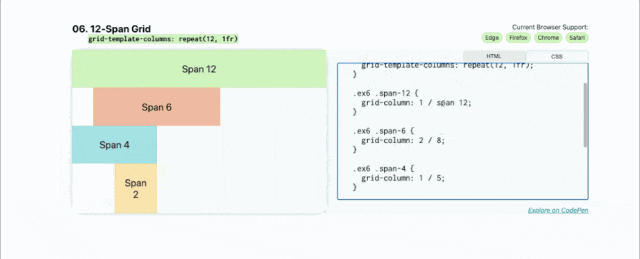 06. 12-Span Grid
grid-template-columns: repeat(12, 1fr)
Current Browser Support:
Edge Firefox Chrome Safari
HTML CSS
Span 12
Span 6
Span 4
Span
2
grid-template-columns: repeat(12, 1fr);
}
.ex6 .span-12 {
grid-column: 1 / span 12;
}
.ex6 .span-6 {
grid-column: 2 / 8;
}
.ex6 .span-4 {
grid-column: 1 / 5;
}
Explore on CodePen